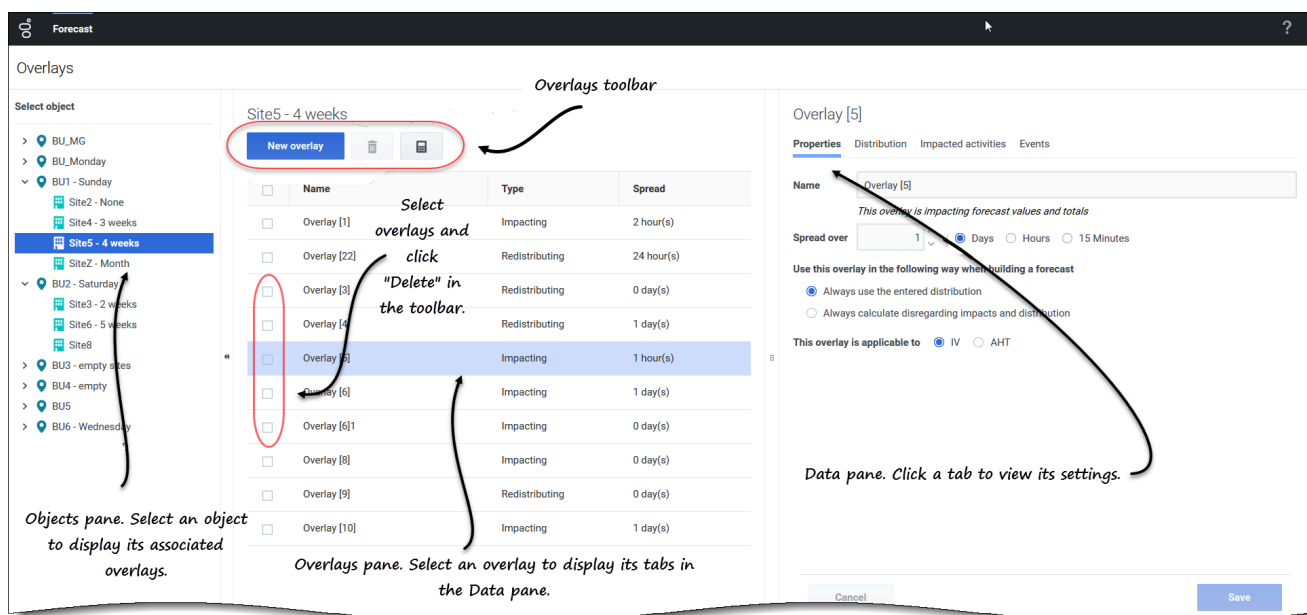 Forecast
?
Overlays
Select object
BU_MG
BU_Monday
BU1 - Sunday
Site2 - None
Site4 - 3 weeks
Site5 - 4 weeks
SiteZ - Month
BU2 - Saturday
Site3 - 2 weeks
Site6 - 5 weeks
Site8
BU3 - empty sites
BU4 - empty
BU5
BU6 - Wednesday
Objects pane. Select an object
to display its associated
overlays.
Overlays toolbar
Site5 - 4 weeks
New overlay
Name Type Spread
Overlay [1] Impacting 2 hour(s)
Overlay [22] Redistributing 24 hour(s)
Overlay [3] Redistributing 0 day(s)
Overlay [4] Redistributing 1 day(s)
Overlay [5] Impacting 1 hour(s)
Overlay [6] Impacting 1 day(s)
Overlay [6]1 Impacting 0 day(s)
Overlay [8] Impacting 0 day(s)
Overlay [9] Redistributing 0 day(s)
Overlay [10] Impacting 1 day(s)
Select
overlays and
click
"Delete" in
the toolbar.
Overlays pane. Select an overlay to display its tabs in
the Data pane.
Overlay [5]
Properties Distribution Impacted activities Events
Name Overlay [5]
This overlay is impacting forecast values and totals
Spread over 1 Days Hours 15 Minutes
Use this overlay in the following way when building a forecast
Always use the entered distribution
Always calculate disregarding impacts and distribution
This overlay is applicable to IV AHT
Data pane. Click a tab to view its settings.
Cancel Save